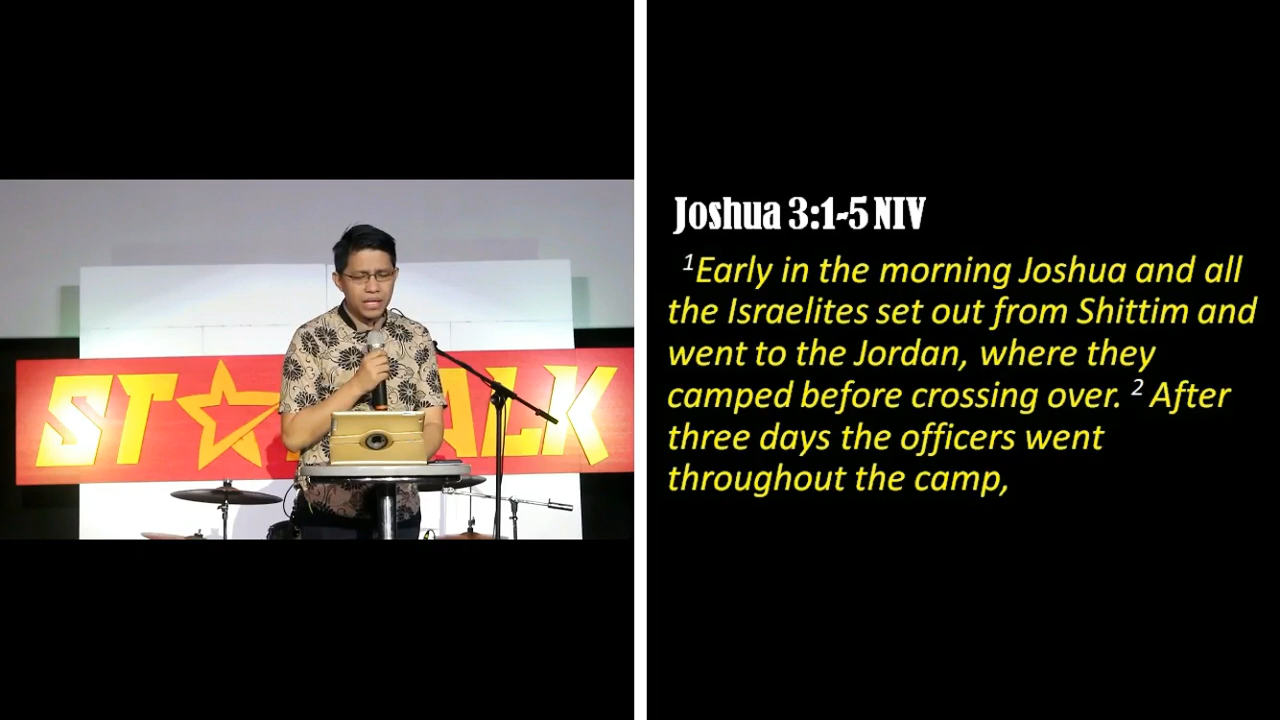 ST★ ALK
Joshua 3:1-5 NIV
1Early in the morning Joshua and all
the Israelites set out from Shittim and
went to the Jordan, where they
camped before crossing over. 2 After
three days the officers went
throughout the camp,